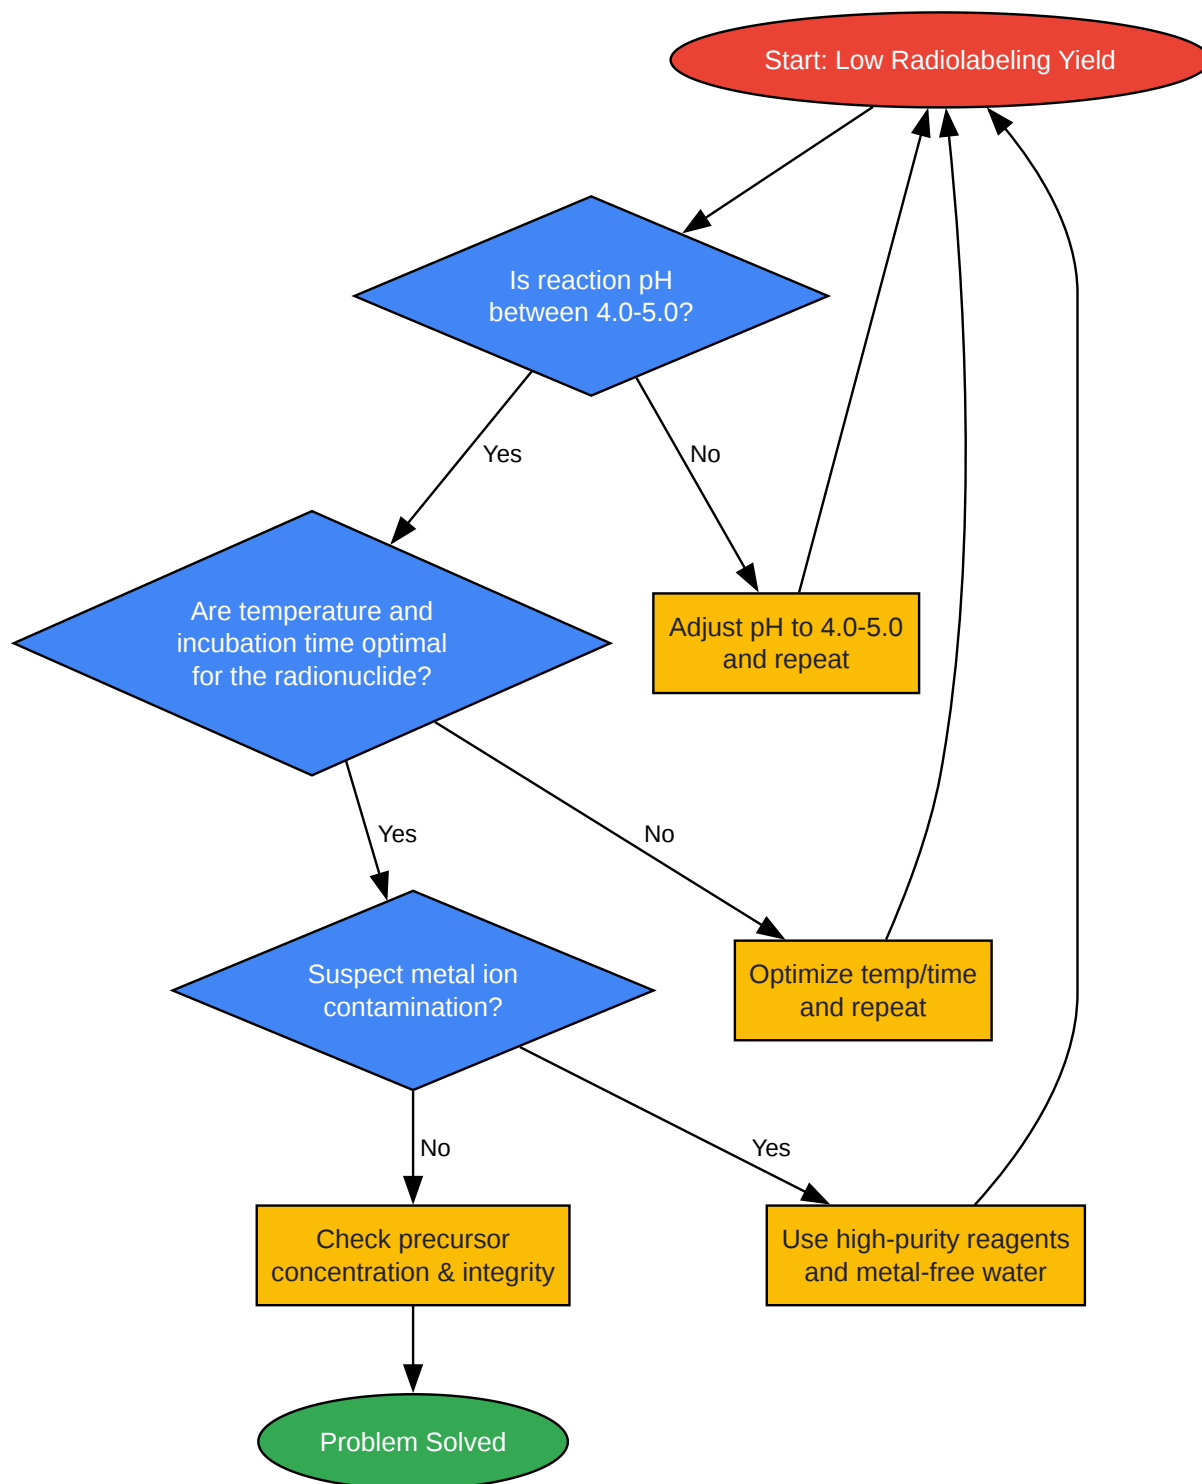 Start: Low Radiolabeling Yield
Is reaction pH
between 4.0-5.0?
Yes
No
Are temperature and
incubation time optimal
for the radionuclide?
Adjust pH to 4.0-5.0
and repeat
Yes
No
Suspect metal ion
contamination?
Optimize temp/time
and repeat
No
Yes
Check precursor
concentration & integrity
Use high-purity reagents
and metal-free water
Problem Solved